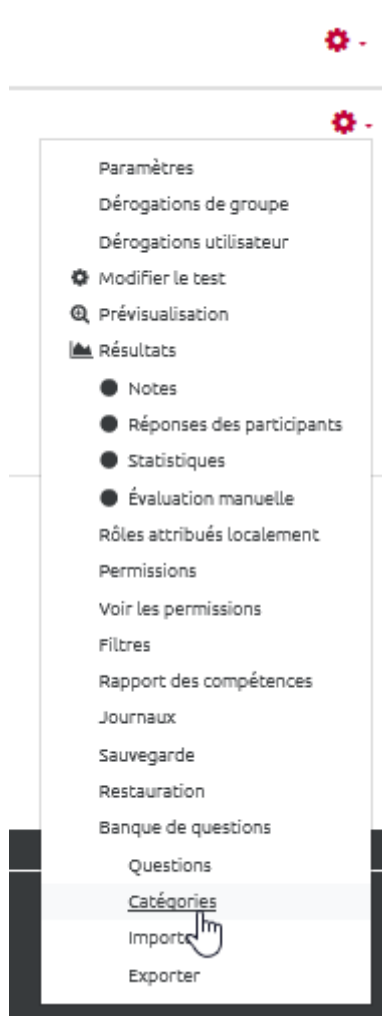 Paramètres
Dérogations de groupe
Dérogations utilisateur
Modifier le test
Prévisualisation
Résultats
Notes
Réponses des participants
Statistiques
Évaluation manuelle
Rôles attribués localement
Permissions
Voir les permissions
Filtres
Rapport des compétences
Journaux
Sauvegarde
Restauration
Banque de questions
Questions
Catégories
Exporter